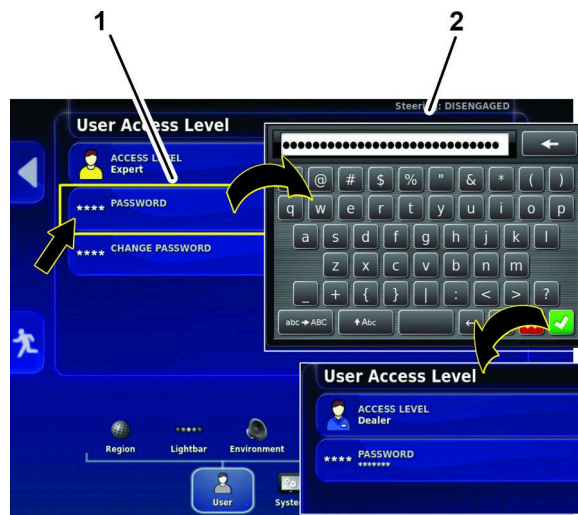 1
2
Steering: DISENGAGED
User Access Level
ACCESS LEVEL
Expert
**** PASSWORD
**** CHANGE PASSWORD
●●●●●●●●●●●●●●●●●●●●●●●●●●●●●
@ # $ % " & * ( )
q w e r t y u i o p
a s d f g h j k l
z x c v b n m
_ + { } | : < > ?
abc → ABC
↑ Abc
User Access Level
ACCESS LEVEL
Dealer
**** PASSWORD
*******
Region
Lightbar
Environment
User